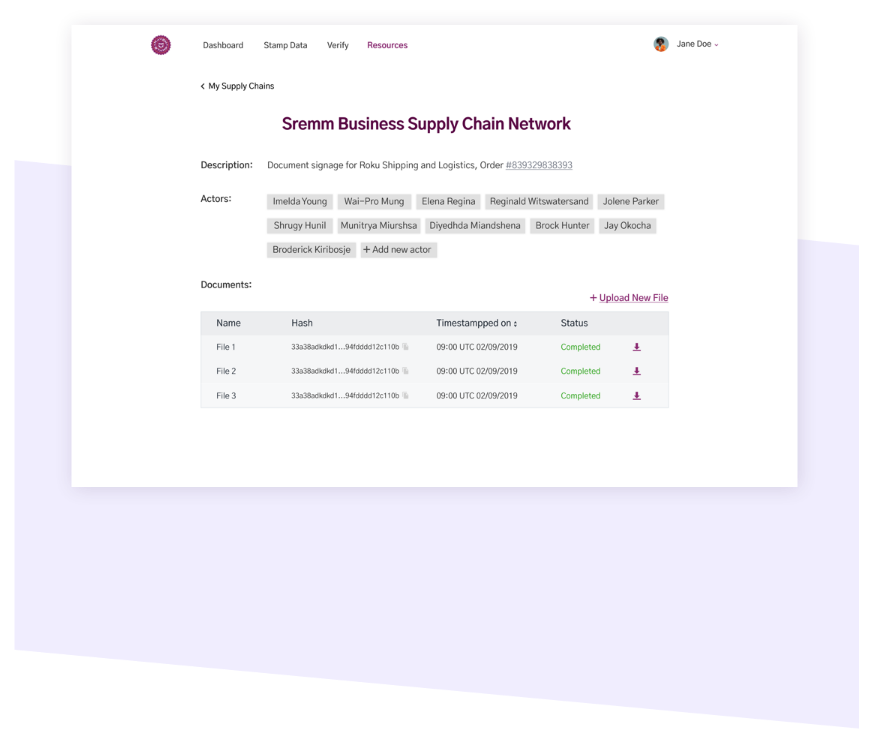 Dashboard Stamp Data Verify Resources Jane Doe
My Supply Chains
Sremm Business Supply Chain Network
Description: Document signage for Roku Shipping and Logistics, Order #839329838393
Actors: Imelda Young Wai-Pro Mung Elena Regina Reginald Witswatersand Jolene Parker
Shrugy Hunil Munitrya Miurshsa Diyedhda Miandshena Brock Hunter Jay Okocha
Broderick Kiribosje + Add new actor
Documents:
+ Upload New File
Name Hash Timestampped on Status
File 1 33a38adkdkd1...94fdddd12c110b 09:00 UTC 02/09/2019 Completed
File 2 33a38adkdkd1...94fdddd12c110b 09:00 UTC 02/09/2019 Completed
File 3 33a38adkdkd1...94fdddd12c110b 09:00 UTC 02/09/2019 Completed